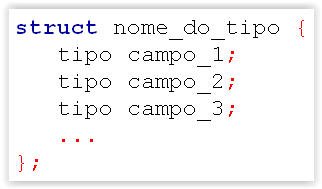 struct nome_do_tipo {
tipo campo_1;
tipo campo_2;
tipo campo_3;
...
};